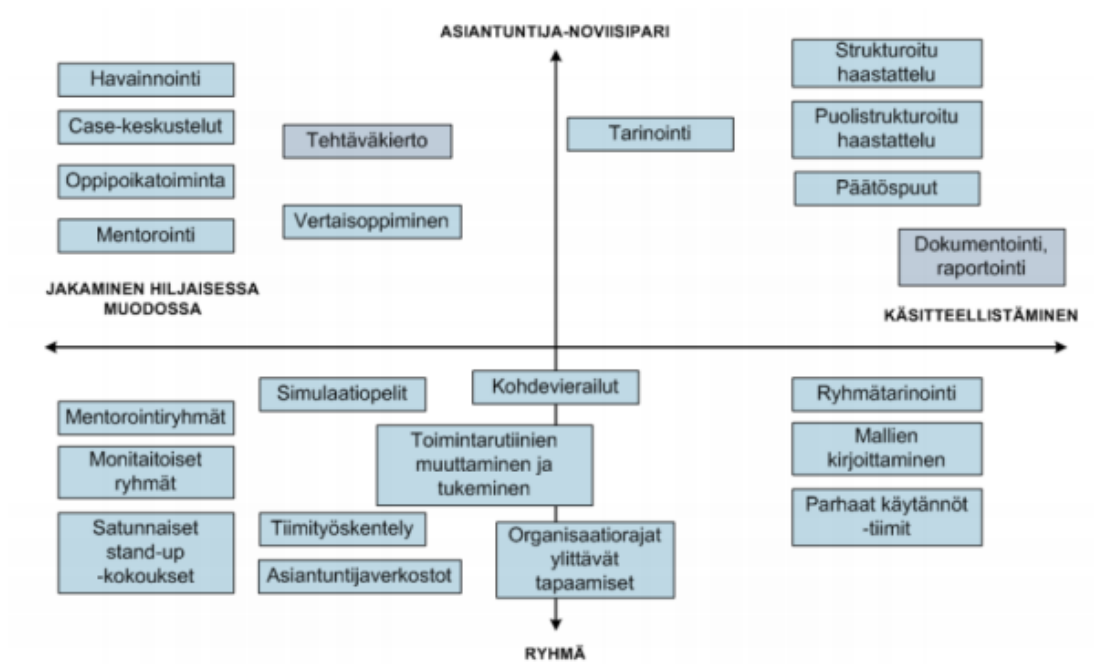 ASIANTUNTIJA-NOVIISIPARI
Havainnointi
Case-keskustelut
Oppipoikatoiminta
Mentorointi
Tehtäväkierto
Vertaisoppiminen
Tarinointi
Strukturoitu
haastattelu
Puolistrukturoitu
haastattelu
Päätöspuut
Dokumentointi,
raportointi
JAKAMINEN HILJAISESSA
MUODOSSA
KÄSITTEELLISTÄMINEN
Mentorointiryhmät
Monitaitoiset
ryhmät
Satunnaiset
stand-up
-kokoukset
Simulaatiopelit
Tiimityöskentely
Asiantuntijaverkostot
Kohdevierailut
Toimintarutiinien
muuttaminen ja
tukeminen
Organisaatiorajat
ylittävät
tapaamiset
Ryhmätarinointi
Mallien
kirjoittaminen
Parhaat käytännöt
-tiimit
RYHMÄ